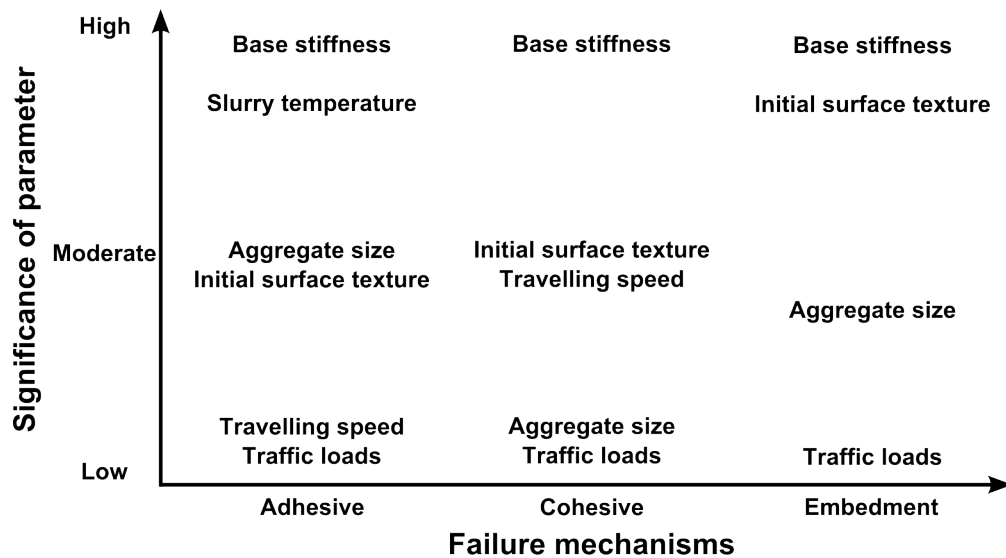 High
Base stiffness
Base stiffness
Base stiffness
Slurry temperature
Initial surface texture
Significance of parameter
Moderate
Aggregate size
Initial surface texture
Initial surface texture
Travelling speed
Aggregate size
Travelling speed
Traffic loads
Aggregate size
Traffic loads
Traffic loads
Low
Adhesive
Cohesive
Embedment
Failure mechanisms